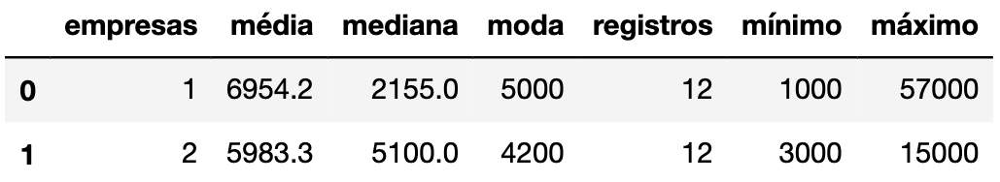 empresas média mediana moda registros mínimo máximo
0 1 6954.2 2155.0 5000 12 1000 57000
1 2 5983.3 5100.0 4200 12 3000 15000